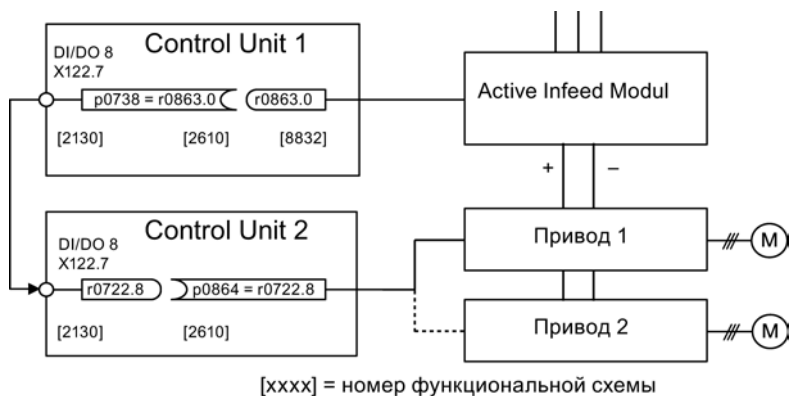 Control Unit 1
DI/DO 8
X122.7
p0738 = r0863.0
r0863.0
[2130]
[2610]
[8832]
Active Infeed Modul
+
–
Control Unit 2
DI/DO 8
X122.7
r0722.8
p0864 = r0722.8
[2130]
[2610]
Привод 1
M
Привод 2
M
[xxxx] = номер функциональной схемы